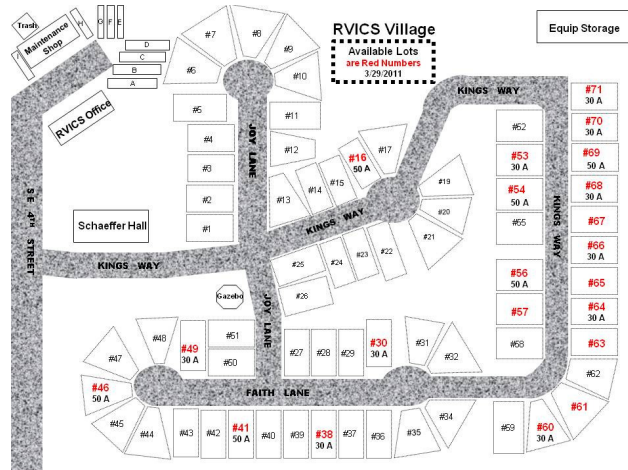 RVICS Village
Available Lots
are Red Numbers
3/29/2011
Equip Storage
Trash
Maintenance
Shop
H
G
F
E
I
D
C
B
A
RVICS Office
Schaeffer Hall
Gazebo
SE 4TH STREET
KINGS WAY
JOY LANE
KINGS WAY
JOY LANE
FAITH LANE
KINGS WAY
KINGS WAY
#1
#2
#3
#4
#5
#6
#7
#8
#9
#10
#11
#12
#13
#14
#15
#16
50 A
#17
#19
#20
#21
#22
#23
#24
#25
#26
#27
#28
#29
#30
30 A
#31
#32
#34
#35
#36
#37
#38
30 A
#39
#40
#41
50 A
#42
#43
#44
#45
#46
50 A
#47
#48
#49
30 A
#50
#51
#52
#53
30 A
#54
50 A
#55
#56
50 A
#57
#58
#59
#60
30 A
#61
#62
#63
#64
30 A
#65
#66
30 A
#67
#68
30 A
#69
50 A
#70
30 A
#71
30 A